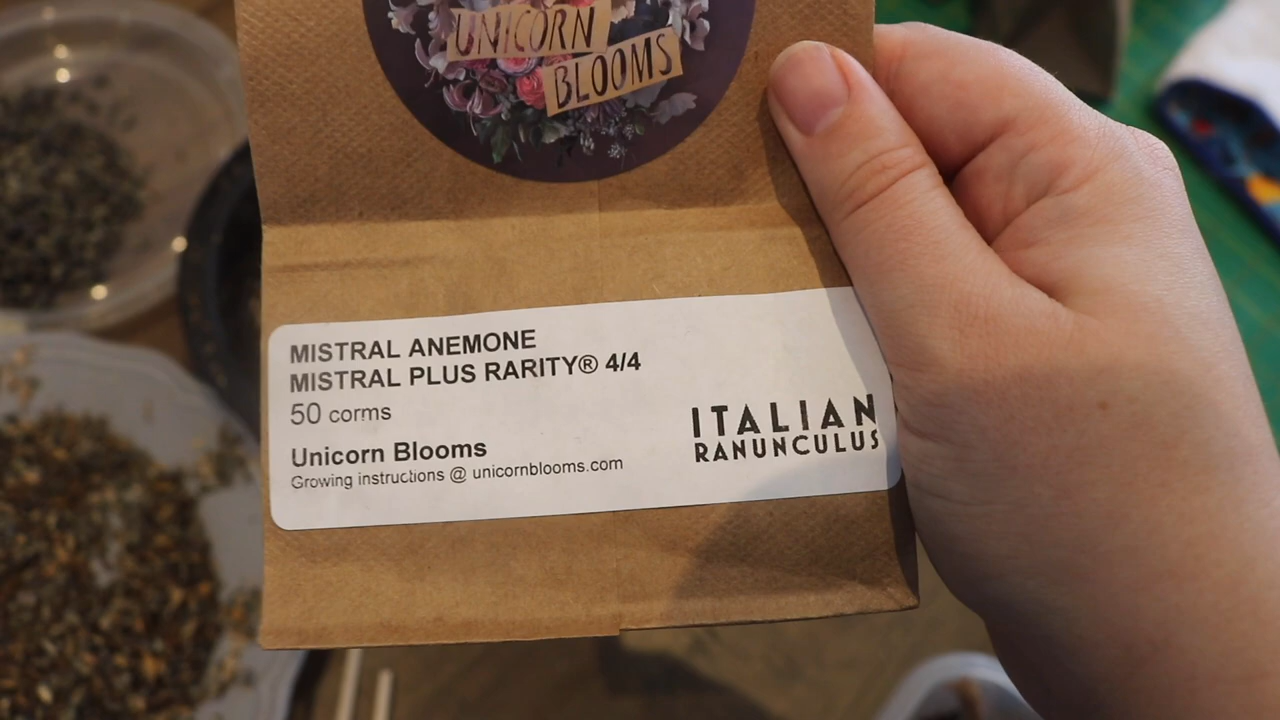 UNICORN
BLOOMS
MISTRAL ANEMONE
MISTRAL PLUS RARITY® 4/4
50 corms
Unicorn Blooms
Growing instructions @ unicornblooms.com
ITALIAN
RANUNCULUS